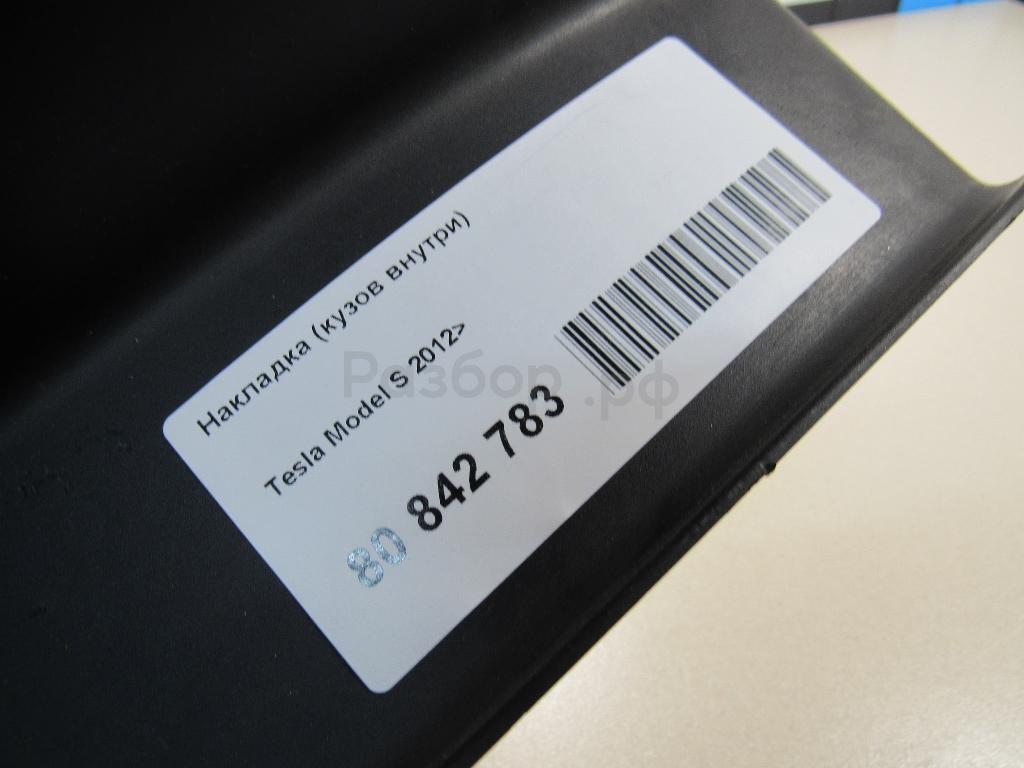 Накладка (кузов внутри)
Tesla Model S 2012>
80 842 783
Разбор.рф